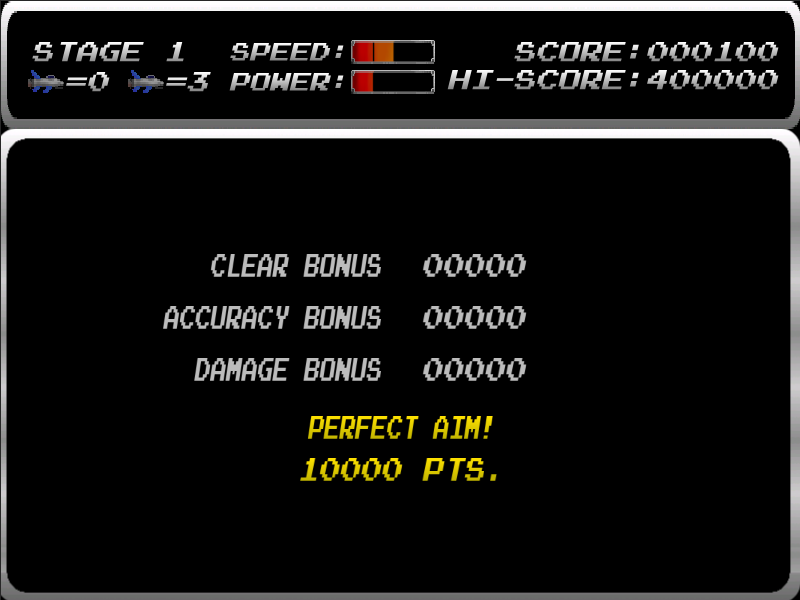 STAGE 1 SPEED: SCORE:000100
=0 =3 POWER: HI-SCORE:400000
CLEAR BONUS 00000
ACCURACY BONUS 00000
DAMAGE BONUS 00000
PERFECT AIM!
10000 PTS.